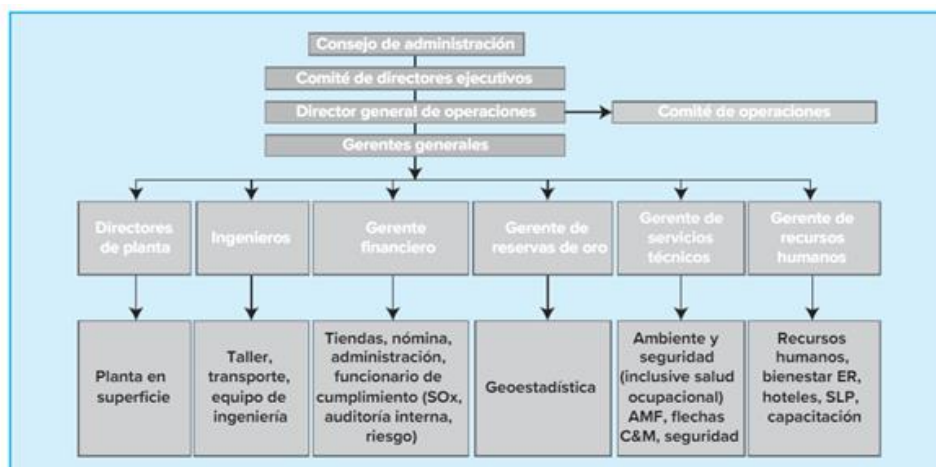 Consejo de administración
Comité de directores ejecutivos
Director general de operaciones
Comité de operaciones
Gerentes generales
Directores
de planta
Ingenieros
Gerente
financiero
Gerente de
reservas de oro
Gerente de
servicios
técnicos
Gerente de
recursos
humanos
Planta en
superficie
Taller,
transporte,
equipo de
ingeniería
Tiendas, nómina,
administración,
funcionario de
cumplimiento (SOx,
auditoría interna,
riesgo)
Geoestadística
Ambiente y
seguridad
(inclusive salud
ocupacional)
AMF, flechas
C&M, seguridad
Recursos
humanos,
bienestar ER,
hoteles, SLP,
capacitación